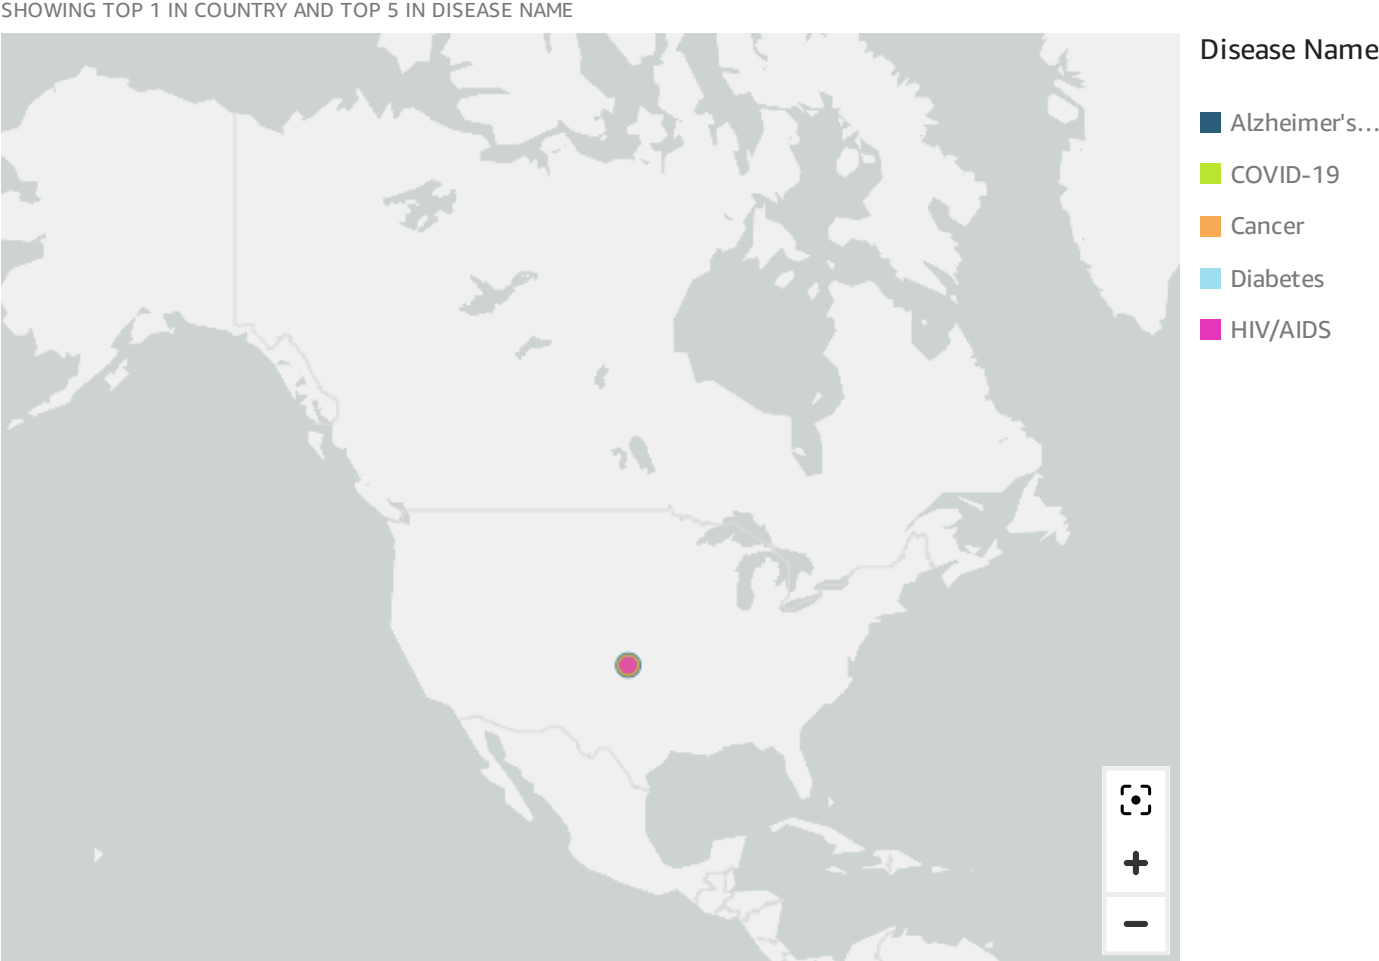 SHOWING TOP 1 IN COUNTRY AND TOP 5 IN DISEASE NAME
Disease Name
Alzheimer's...
COVID-19
Cancer
Diabetes
HIV/AIDS